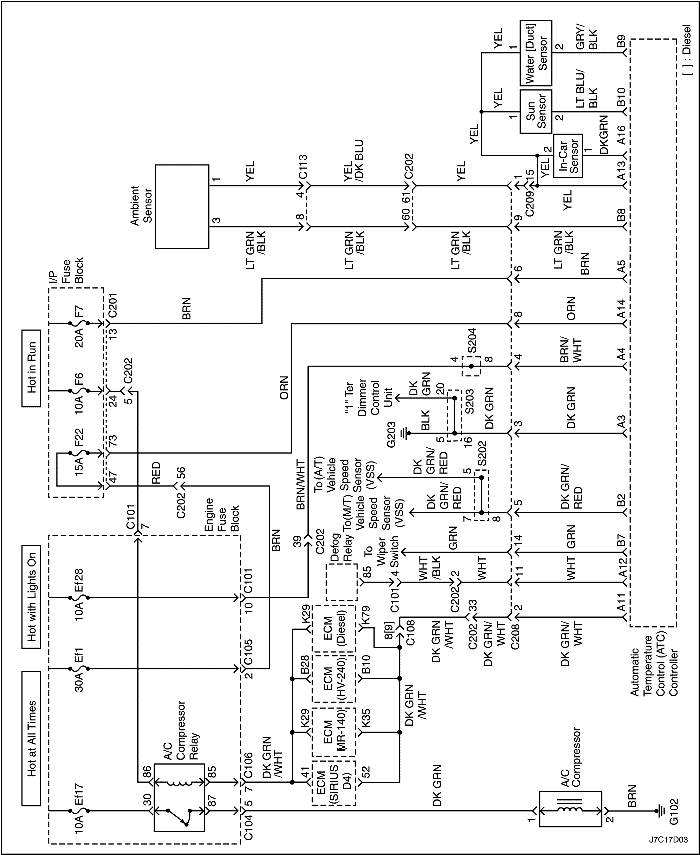 Hot at All Times
Hot with Lights On
Hot in Run
10A Ef17
30A Ef1
10A Ef28
15A F22
10A F6
20A F7
I/P
Fuse
Block
Engine
Fuse
Block
A/C
Compressor
Relay
30
86
87
85
5
C104
7
C106
2
C105
10
C101
C101
7
47
73
24
5
C202
13
C201
RED
C202
56
BRN
BRN/WHT
39
C202
ORN
BRN
Ambient
Sensor
1
3
YEL
LT GRN
/BLK
4
C113
8
YEL
/DK BLU
LT GRN
/BLK
61
C202
60
YEL
LT GRN
/BLK
1
15
C209
9
YEL
YEL
LT GRN
/BLK
YEL
YEL
YEL
1
Water [Duct]
Sensor
2
GRY/
BLK
YEL
1
Sun
Sensor
2
LT BLU/
BLK
2
In-Car
Sensor
1
DKGRN
DK GRN
/WHT
41
ECM
(SIRIUS
D4)
52
K29
ECM
MR-140)
K35
B28
ECM
(HV-240)
B10
K29
ECM
(Diesel)
K79
DK GRN
/WHT
8[9]
C108
DK GRN
/WHT
C202
33
DK GRN/
WHT
C208
2
DK GRN/
WHT
Defog
Relay
85
C101
4
WHT
/BLK
C202
2
WHT
11
WHT
To
Wiper
Switch
GRN
14
GRN
To(M/T)
Vehicle
Speed
Sensor
(VSS)
DK
GRN/
RED
7
To (A/T)
Vehicle
Speed
Sensor
(VSS)
DK
GRN/
RED
5
S202
8
5
DK GRN/
RED
G203
BLK
5
"1" Ter
Dimmer
Control
Unit
DK
GRN
20
S203
16
DK GRN
3
DK GRN
4
S204
8
4
BRN/
WHT
8
ORN
6
BRN
A11
A12
B7
B2
A3
A4
A14
A5
B8
A13
A16
B10
B9
Automatic
Temperature
Control (ATC)
Controller
[ ] : Diesel
DK GRN
1
A/C
Compressor
2
BRN
G102
J7C17D03